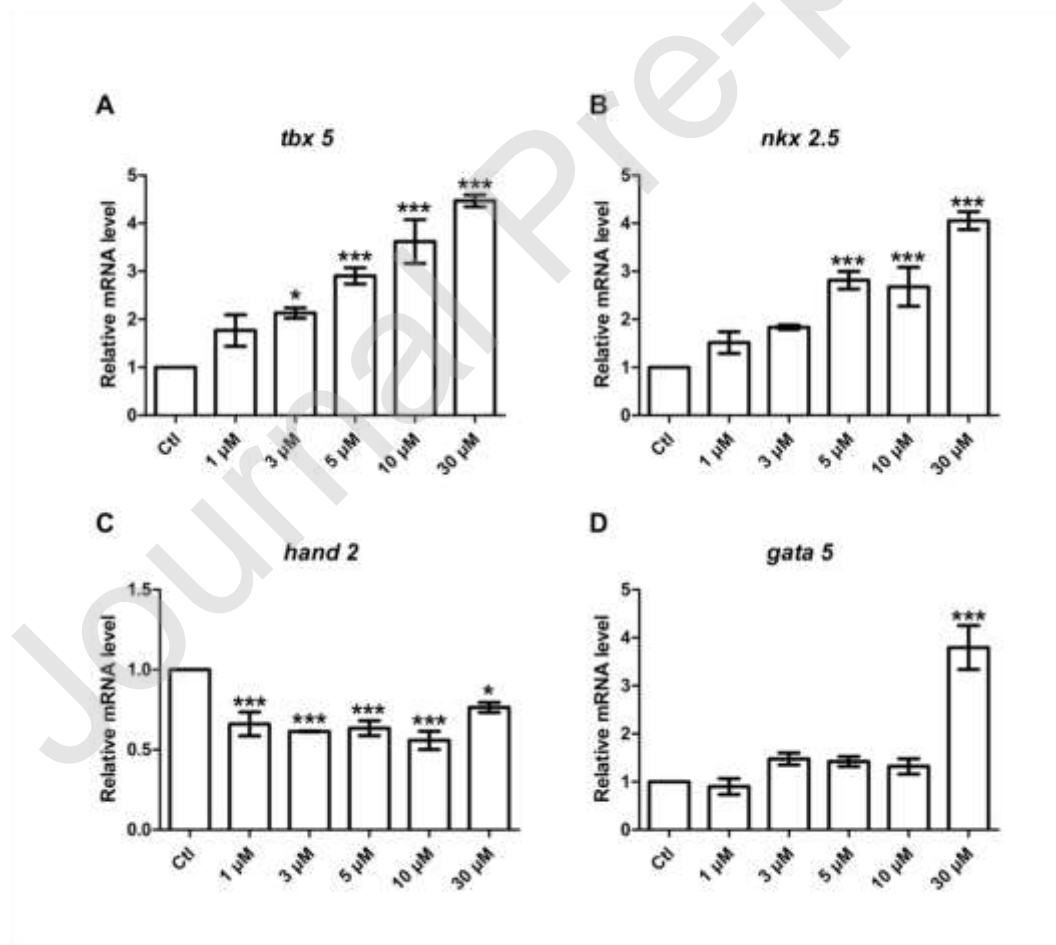 Journal Pre-p
A
tbx 5
Relative mRNA level
5
4
3
2
1
0
***
***
***
*
Ctl
1 µM
3 µM
5 µM
10 µM
30 µM
B
nkx 2.5
Relative mRNA level
5
4
3
2
1
0
***
***
***
Ctl
1 µM
3 µM
5 µM
10 µM
30 µM
C
hand 2
Relative mRNA level
1.5
1.0
0.5
0.0
***
***
***
***
*
Ctl
1 µM
3 µM
5 µM
10 µM
30 µM
D
gata 5
Relative mRNA level
5
4
3
2
1
0
***
Ctl
1 µM
3 µM
5 µM
10 µM
30 µM